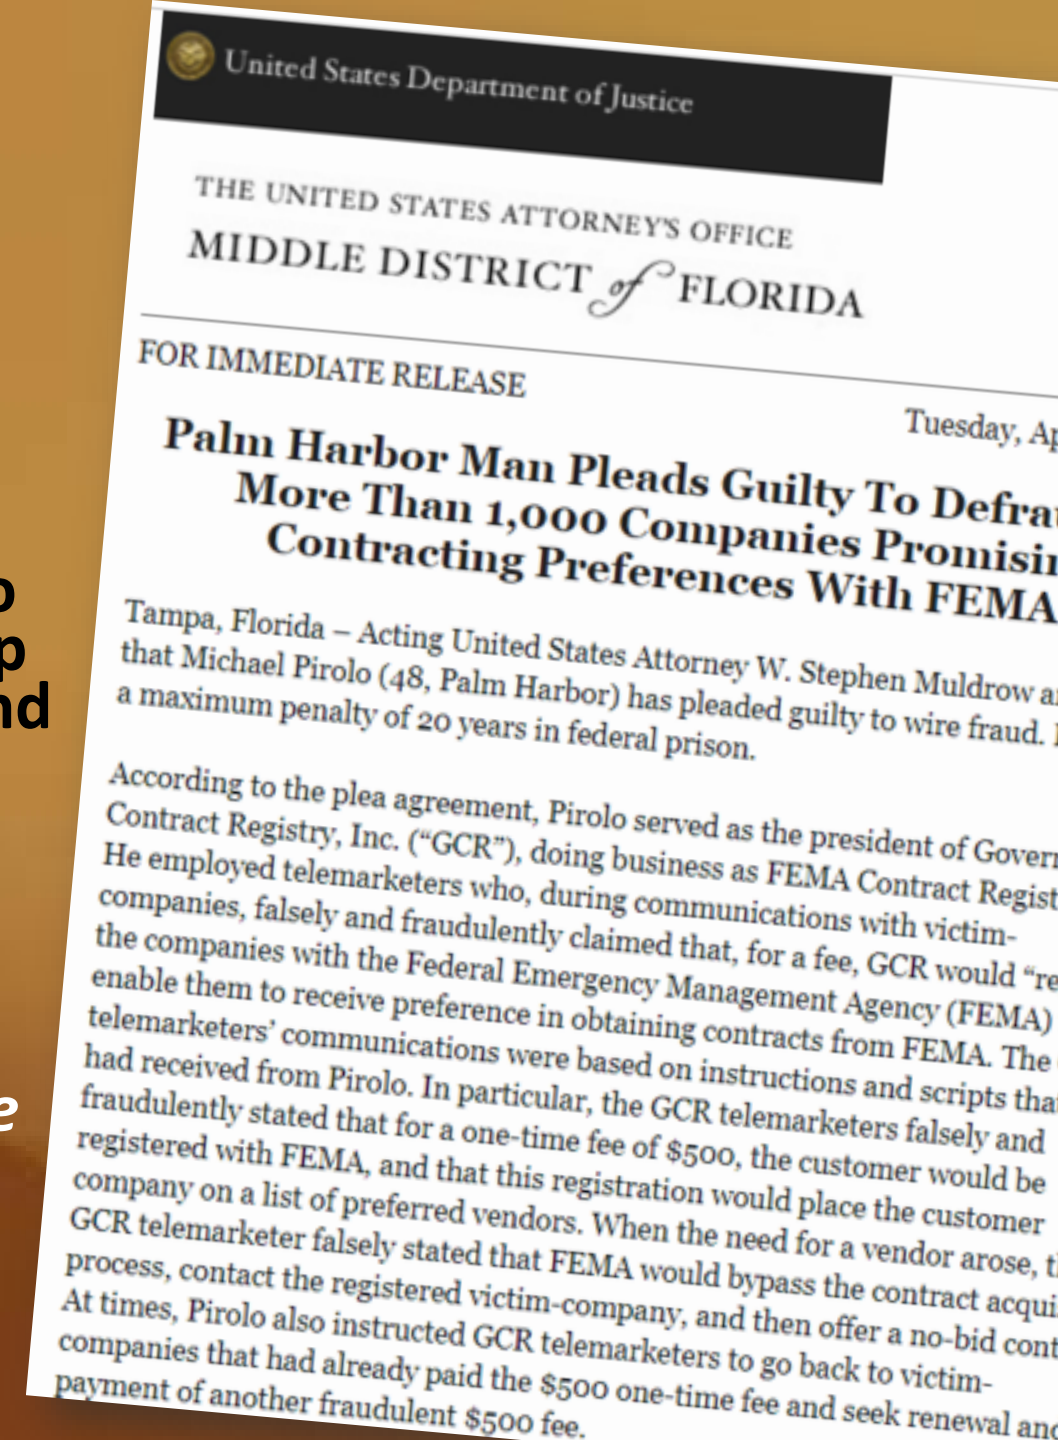 United States Department of Justice
THE UNITED STATES ATTORNEY'S OFFICE
MIDDLE DISTRICT of FLORIDA
FOR IMMEDIATE RELEASE
Tuesday,
Palm Harbor Man Pleads Guilty To
More Than 1,000 Companies
Contracting Preferences With FEMA
Tampa, Florida – Acting United States Attorney W. Stephen Muldrow
that Michael Pirolo (48, Palm Harbor) has pleaded guilty to wire fraud.
a maximum penalty of 20 years in federal prison.
According to the plea agreement, Pirolo served as the president of
Contract Registry, Inc. (“GCR”), doing business as FEMA Contract
He employed telemarketers who, during communications with victim-
companies, falsely and fraudulently claimed that, for a fee, GCR would
the companies with the Federal Emergency Management Agency (FEMA)
enable them to receive preference in obtaining contracts from FEMA. The
telemarketers’ communications were based on instructions and scripts
had received from Pirolo. In particular, the GCR telemarketers falsely and
fraudulently stated that for a one-time fee of $500, the customer would be
registered with FEMA, and that this registration would place the customer
company on a list of preferred vendors. When the need for a vendor arose,
GCR telemarketer falsely stated that FEMA would bypass the contract
process, contact the registered victim-company, and then offer a no-bid
At times, Pirolo also instructed GCR telemarketers to go back to victim-
companies that had already paid the $500 one-time fee and seek renewal
payment of another fraudulent $500 fee.